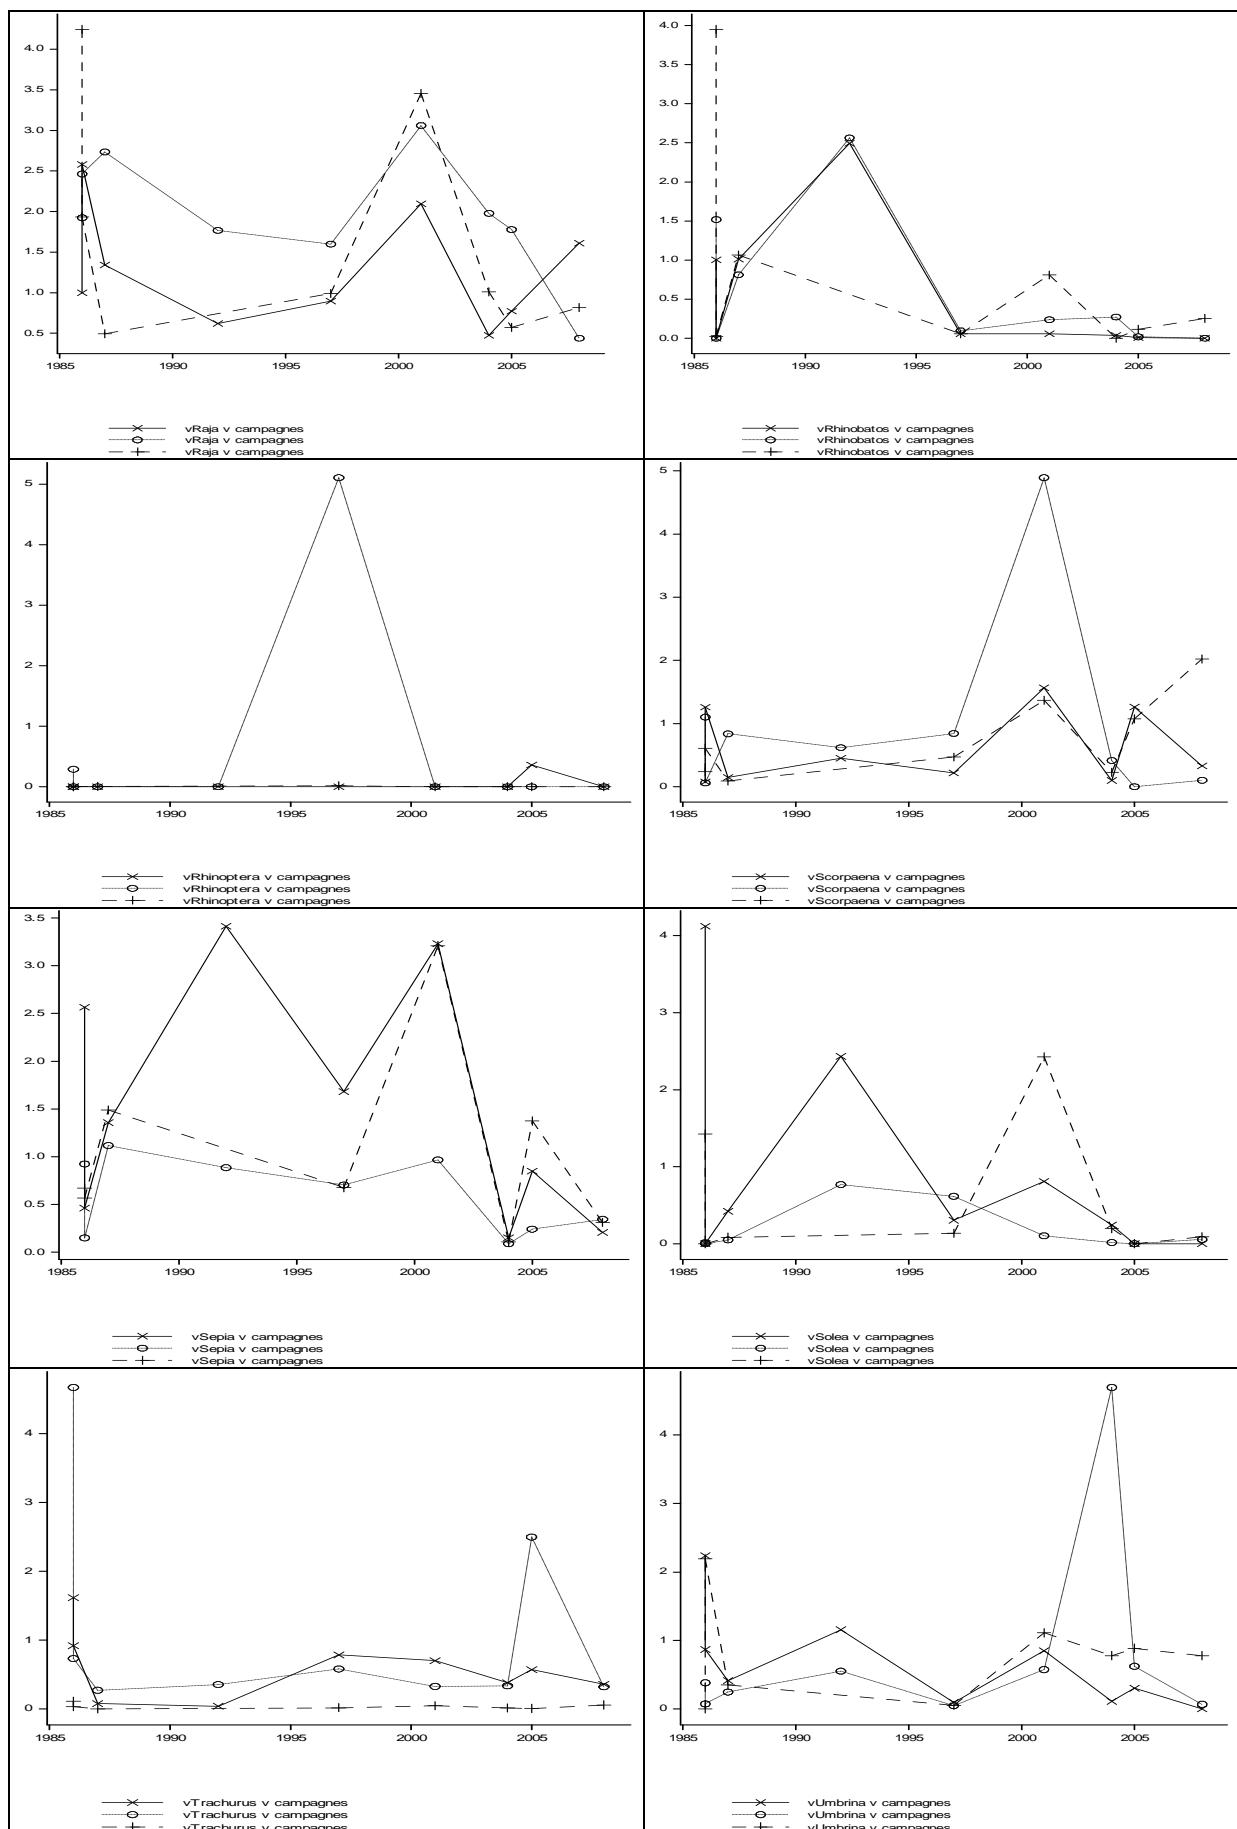 4.0
3.5
3.0
2.5
2.0
1.5
1.0
0.5
1985 1990 1995 2000 2005
vRaja v campagnes
vRaja v campagnes
vRaja v campagnes
4.0
3.5
3.0
2.5
2.0
1.5
1.0
0.5
0.0
1985 1990 1995 2000 2005
vRhinobatos v campagnes
vRhinobatos v campagnes
vRhinobatos v campagnes
5
4
3
2
1
0
1985 1990 1995 2000 2005
vRhinoptera v campagnes
vRhinoptera v campagnes
vRhinoptera v campagnes
5
4
3
2
1
0
1985 1990 1995 2000 2005
vScorpaena v campagnes
vScorpaena v campagnes
vScorpaena v campagnes
3.5
3.0
2.5
2.0
1.5
1.0
0.5
0.0
1985 1990 1995 2000 2005
vSepia v campagnes
vSepia v campagnes
vSepia v campagnes
4
3
2
1
0
1985 1990 1995 2000 2005
vSolea v campagnes
vSolea v campagnes
vSolea v campagnes
4
3
2
1
0
1985 1990 1995 2000 2005
vTrachurus v campagnes
vTrachurus v campagnes
vTrachurus v campagnes
4
3
2
1
0
1985 1990 1995 2000 2005
vUmbrina v campagnes
vUmbrina v campagnes
vUmbrina v campagnes